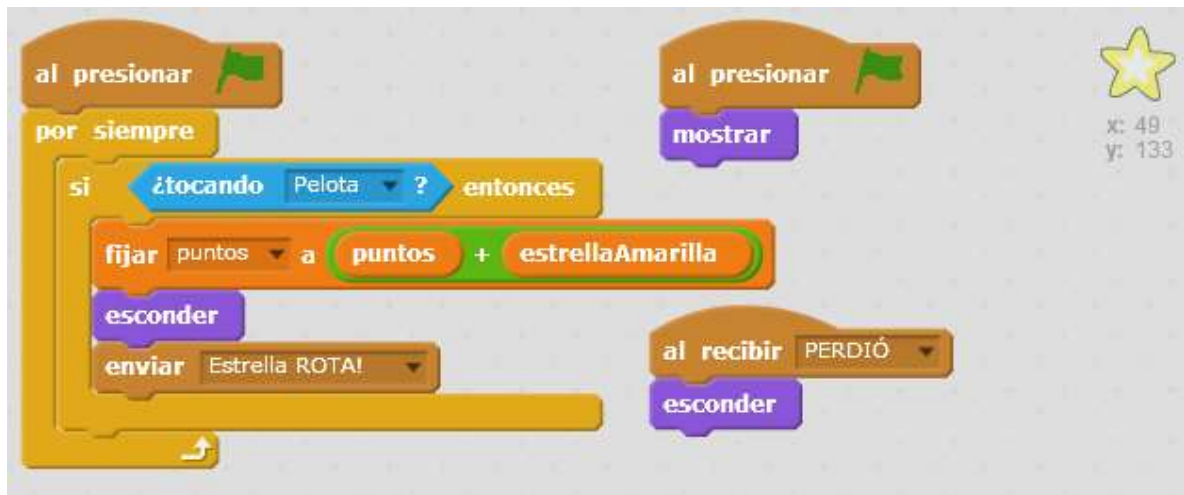 al presionar
por siempre
si ¿tocando Pelota ? entonces
fijar puntos a puntos + estrellaAmarilla
esconder
enviar Estrella ROTA!
al presionar
mostrar
al recibir PERDIÓ
esconder
x: 49
y: 133